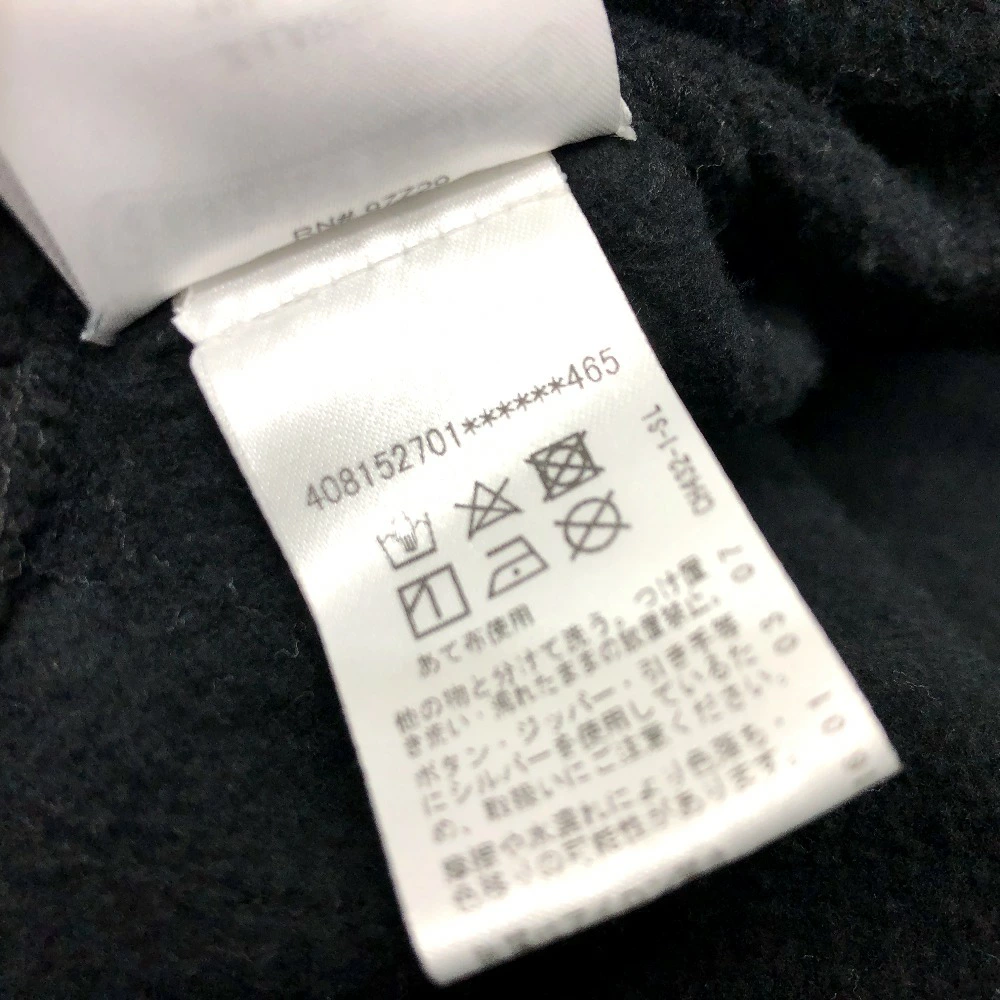 RN# 07720
408152701******465
CHA32-1-SL
あて布使用
他の物と分けて洗う。つけ置
き洗い・濡れたままの放置禁止。
ボタン・ジッパー・引き手等
にシルバーを使用しているた
め、取扱いにご注意ください。
摩擦や水濡れにより色落ち・
色移りの可能性があります。
07
03
01